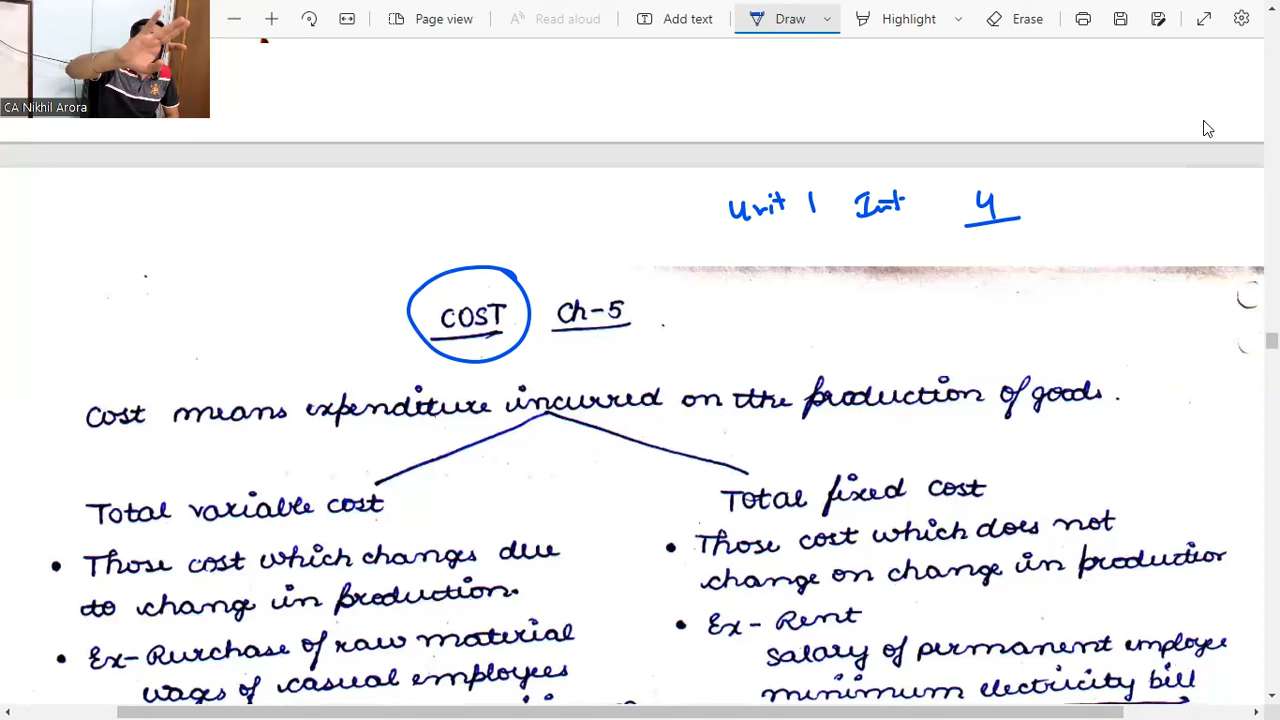 Page view
Read aloud
Add text
Draw
Highlight
Erase
CA Nikhil Arora
Unit 1 Int 4
COST Ch-5
Cost means expenditure incurred on the production of goods.
Total variable cost
Total fixed cost
• Those cost which changes due
to change in production.
• Those cost which does not
change on change in production
• Ex-Purchase of raw material
wages of casual employees
• Ex- Rent
salary of permanent employee
minimum electricity bill